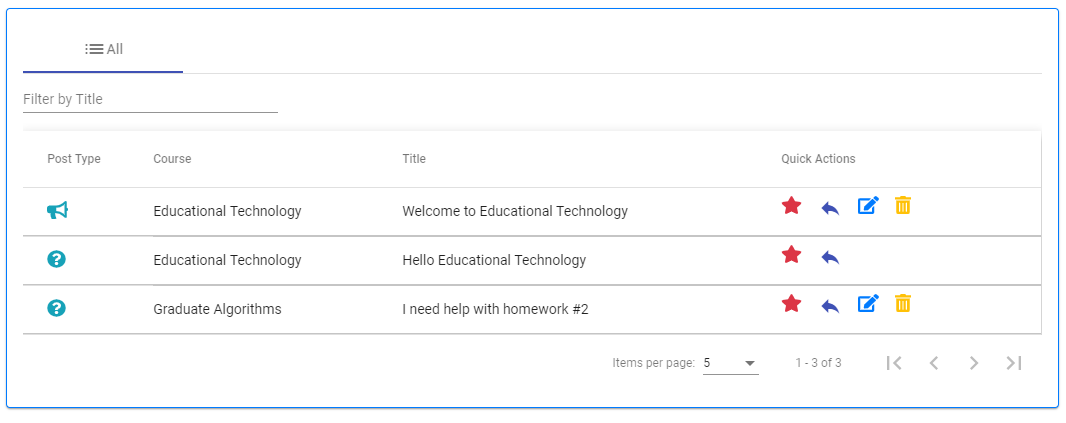 All
Filter by Title
Post Type Course Title Quick Actions
Educational Technology Welcome to Educational Technology
Educational Technology Hello Educational Technology
Graduate Algorithms I need help with homework #2
Items per page: 5 1 - 3 of 3